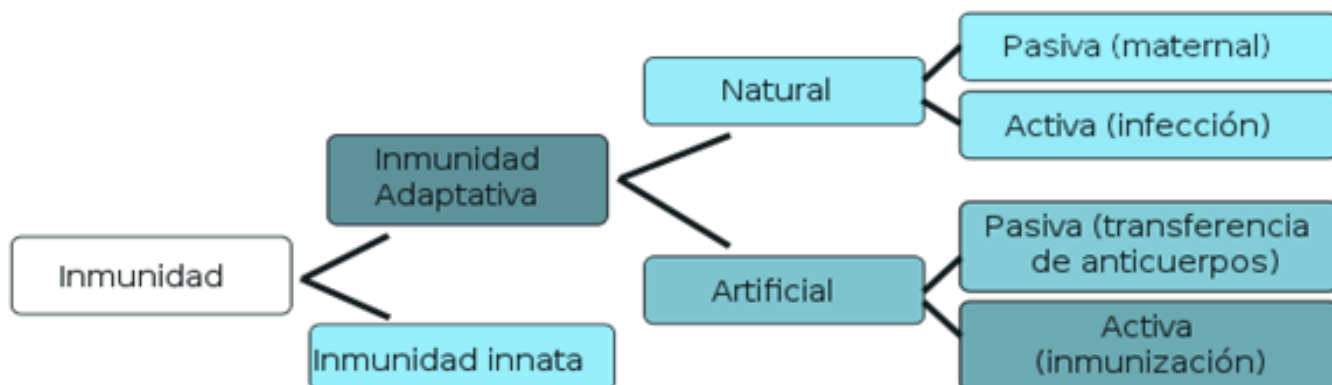 Inmunidad
Inmunidad
Adaptativa
Inmunidad innata
Natural
Artificial
Pasiva (maternal)
Activa (infección)
Pasiva (transferencia
de anticuerpos)
Activa
(inmunización)